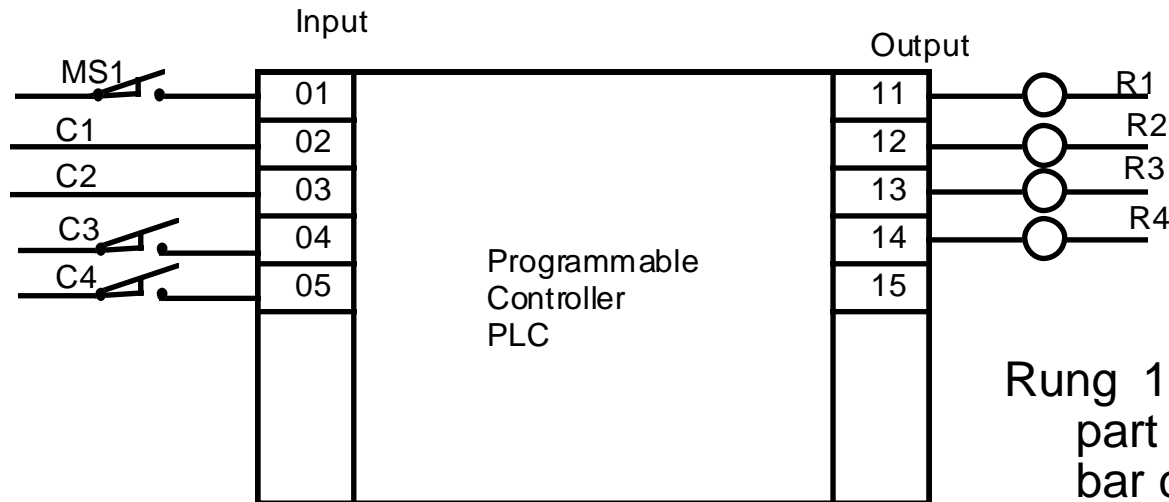 Input
Output
MS1
01
11
R1
C1
02
12
R2
C2
03
13
R3
C3
04
14
R4
C4
05
15
Programmable
Controller
PLC
Rung 1
part
bar